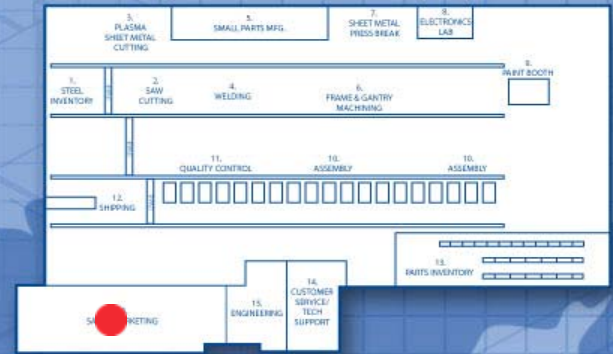 3.
PLASMA
SHEET METAL
CUTTING
5.
SMALL PARTS MFG.
7.
SHEET METAL
PRESS BREAK
8.
ELECTRONICS
LAB
PAINT BOOTH
1.
STEEL
INVENTORY
2.
SAW
CUTTING
4.
WELDING
6.
FRAME & GANTRY
MACHINING
11.
QUALITY CONTROL
10.
ASSEMBLY
10.
ASSEMBLY
12.
SHIPPING
13.
PARTS INVENTORY
14.
CUSTOMER
SERVICE/
TECH
SUPPORT
15.
ENGINEERING